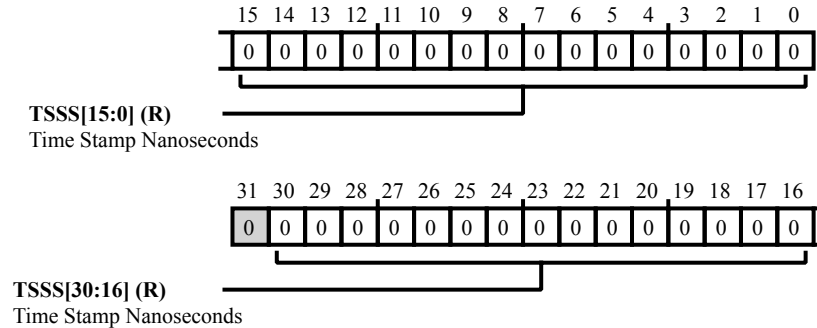 15 14 13 12 11 10 9 8 7 6 5 4 3 2 1 0
0 0 0 0 0 0 0 0 0 0 0 0 0 0 0 0
TSSS[15:0] (R)
Time Stamp Nanoseconds
31 30 29 28 27 26 25 24 23 22 21 20 19 18 17 16
0 0 0 0 0 0 0 0 0 0 0 0 0 0 0 0
TSSS[30:16] (R)
Time Stamp Nanoseconds